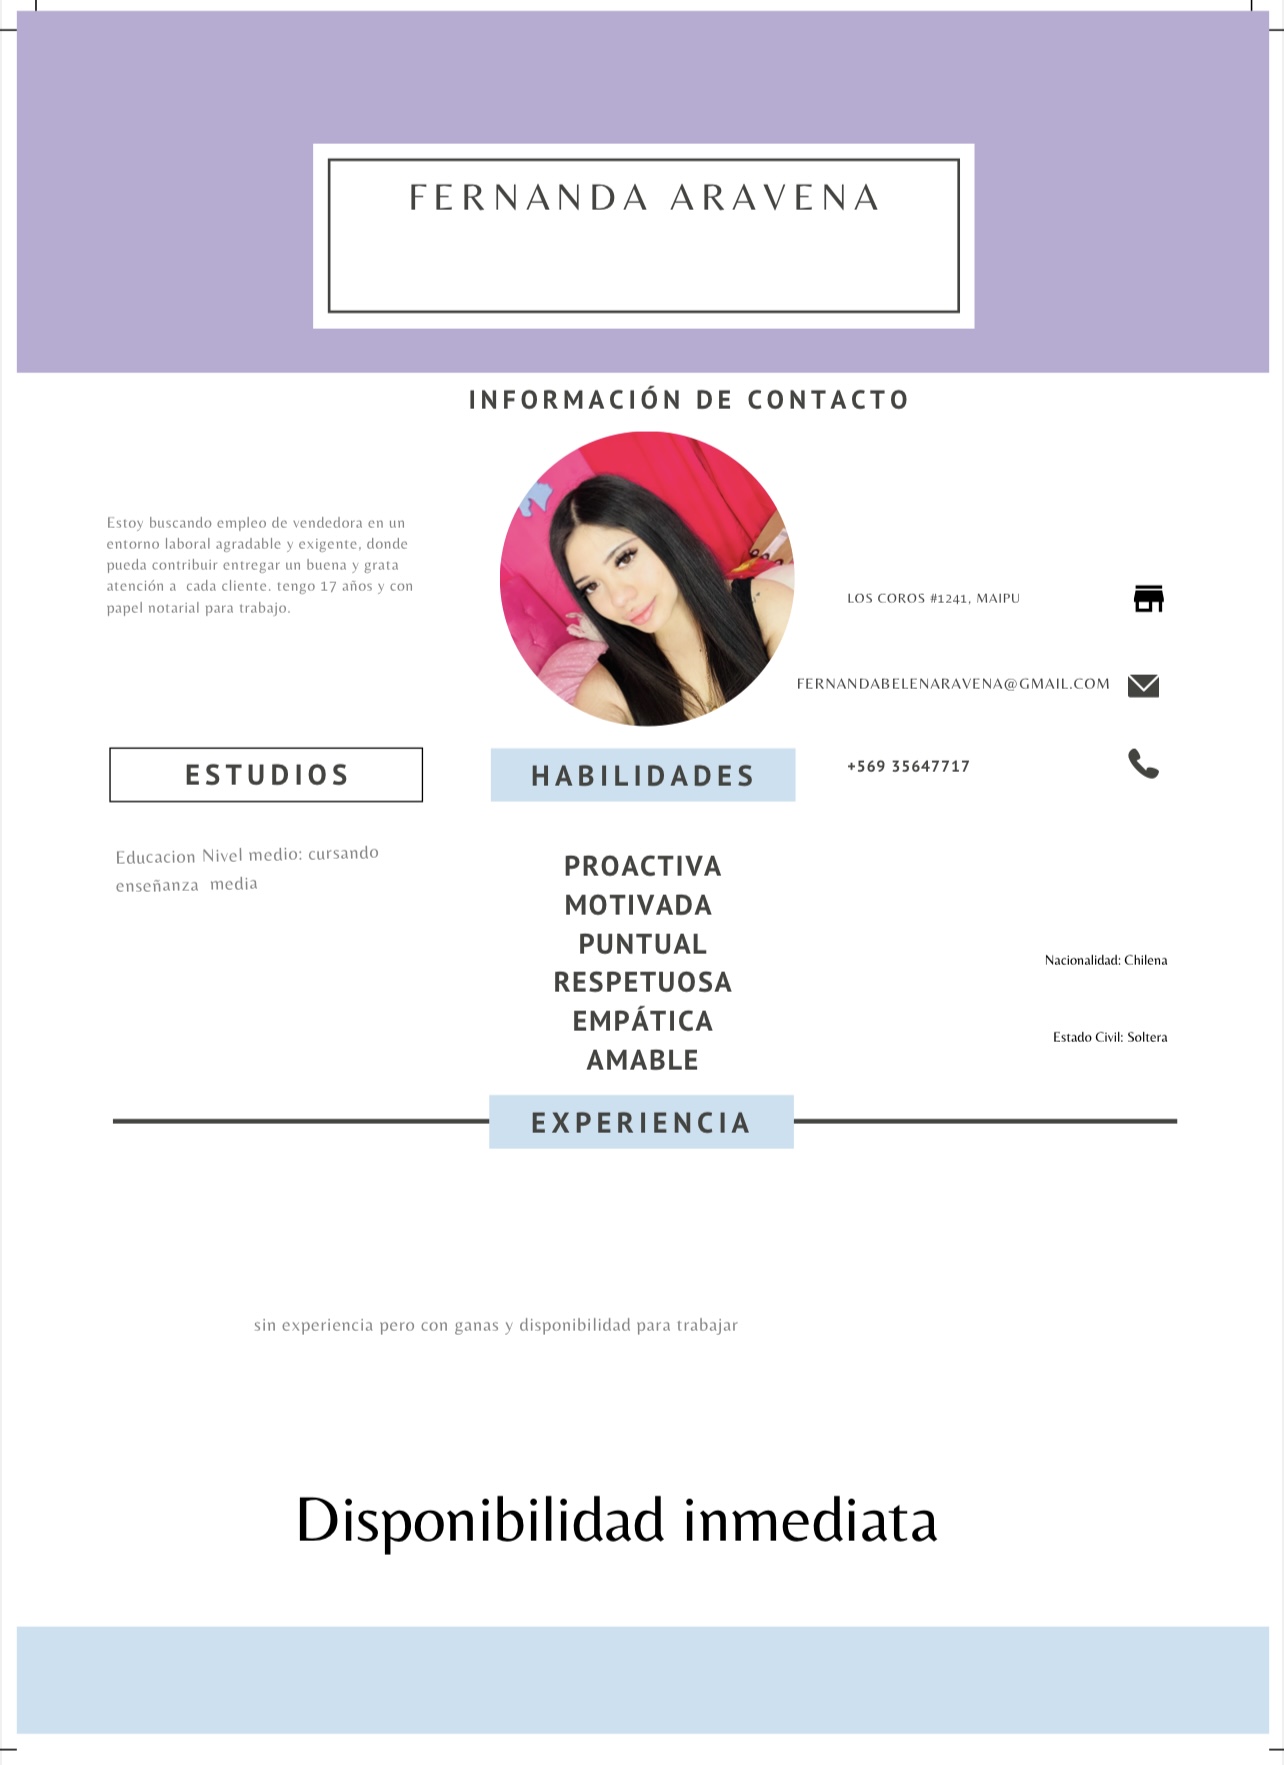 FERNANDA ARAVENA
INFORMACIÓN DE CONTACTO
Estoy buscando empleo de vendedora en un
entorno laboral agradable y exigente, donde
pueda contribuir entregar un buena y grata
atención a cada cliente. tengo 17 años y con
papel notarial para trabajo.
LOS COROS #1241, MAIPU
FERNANDABELENARAVENA@GMAIL.COM
+569 35647717
ESTUDIOS
Educacion Nivel medio: cursando
enseñanza media
HABILIDADES
PROACTIVA
MOTIVADA
PUNTUAL
RESPETUOSA
EMPÁTICA
AMABLE
Nacionalidad: Chilena
Estado Civil: Soltera
EXPERIENCIA
sin experiencia pero con ganas y disponibilidad para trabajar
Disponibilidad inmediata